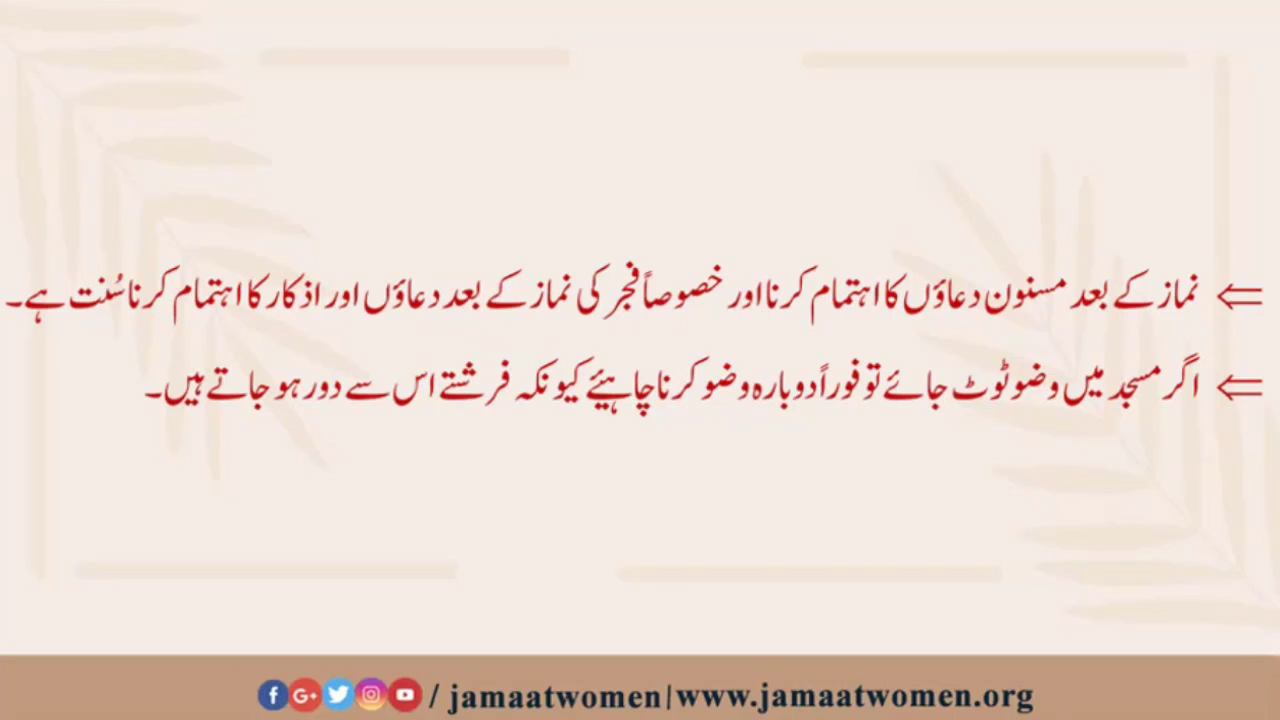 ⇐ نماز کے بعد مسنون دعاؤں کا اہتمام کرنا اور خصوصاً فجر کی نماز کے بعد دعاؤں اور اذکار کا اہتمام کرنا سُنت ہے۔
⇐ اگر مسجد میں وضو ٹوٹ جائے تو فوراً دوبارہ وضو کرنا چاہیئے کیونکہ فرشتے اس سے دور ہو جاتے ہیں۔
/ jamaatwomen|www.jamaatwomen.org